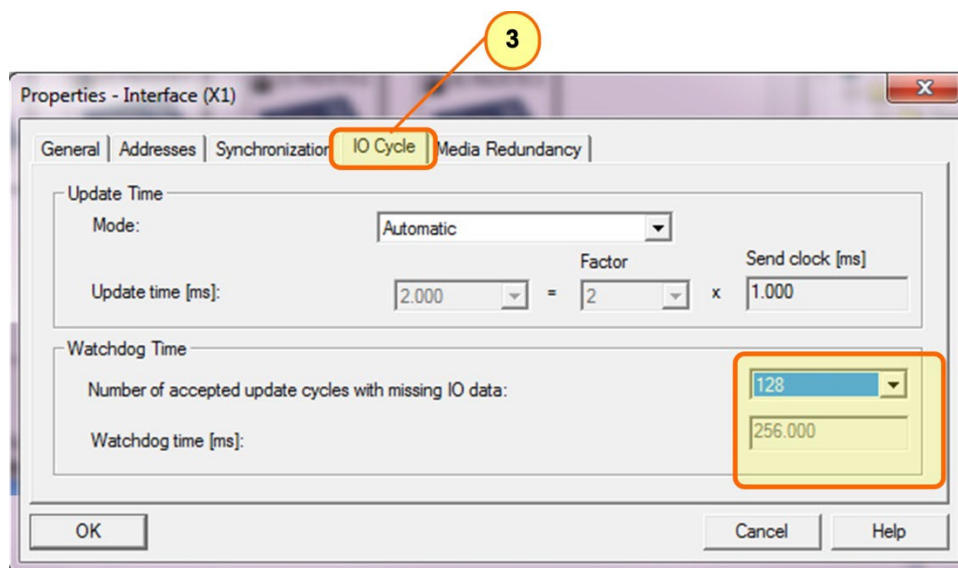 3
Properties - Interface (X1)
General Addresses Synchronization IO Cycle Media Redundancy
Update Time
Mode: Automatic
Factor Send clock [ms]
Update time [ms]: 2.000 = 2 x 1.000
Watchdog Time
Number of accepted update cycles with missing IO data: 128
Watchdog time [ms]: 256.000
OK Cancel Help